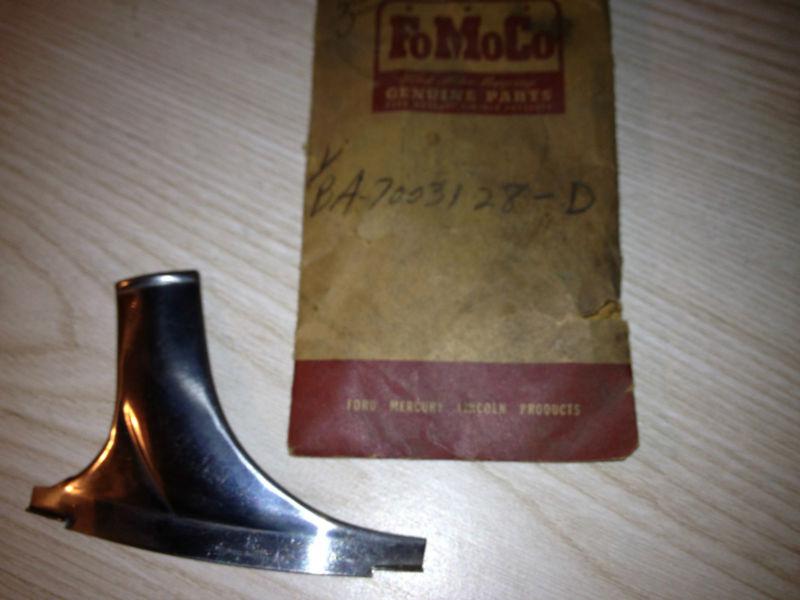 FoMoCo
GENUINE PARTS
BA-7003128-D
FORD MERCURY LINCOLN PRODUCTS